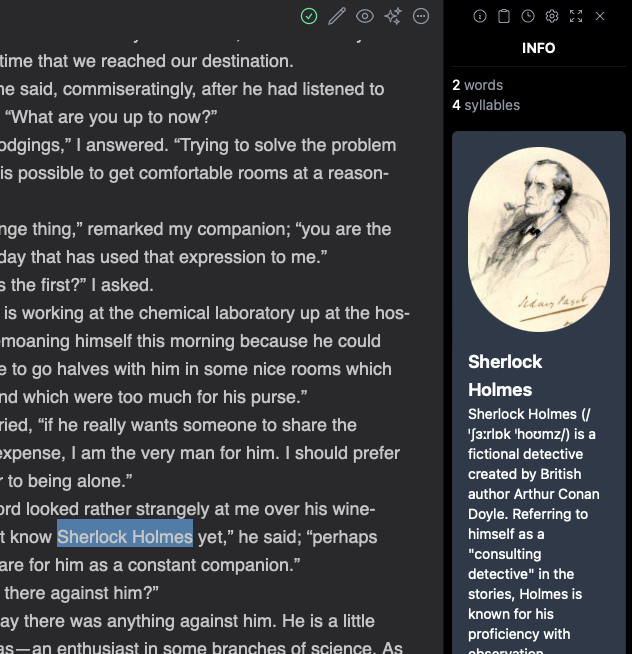 time that we reached our destination.
he said, commiseratingly, after he had listened to
“What are you up to now?”
odgings,” I answered. “Trying to solve the problem
is possible to get comfortable rooms at a reason-
nge thing,” remarked my companion; “you are the
day that has used that expression to me.”
s the first?” I asked.
is working at the chemical laboratory up at the hos-
emoaning himself this morning because he could
e to go halves with him in some nice rooms which
nd which were too much for his purse.”
ried, “if he really wants someone to share the
expense, I am the very man for him. I should prefer
r to being alone.”
ord looked rather strangely at me over his wine-
t know Sherlock Holmes yet,” he said; “perhaps
are for him as a constant companion.”
there against him?”
ay there was anything against him. He is a little
as—an enthusiast in some branches of science. As
INFO
2 words
4 syllables
Sidney Paget
Sherlock
Holmes
Sherlock Holmes (/
ˈʃɜːrlɒk ˈhoʊmz/) is a
fictional detective
created by British
author Arthur Conan
Doyle. Referring to
himself as a
"consulting
detective" in the
stories, Holmes is
known for his
proficiency with
observation,